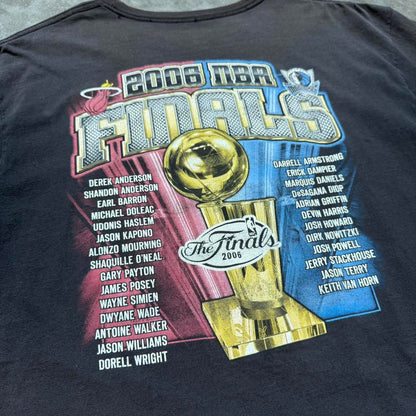 2006 NBA
FINALS
DEREK ANDERSON
SHANDON ANDERSON
EARL BARRON
MICHAEL DOLEAC
UDONIS HASLEM
JASON KAPONO
ALONZO MOURNING
SHAQUILLE O'NEAL
GARY PAYTON
JAMES POSEY
WAYNE SIMIEN
DWYANE WADE
ANTOINE WALKER
JASON WILLIAMS
DORELL WRIGHT
The Finals
2006
DARRELL ARMSTRONG
ERICK DAMPIER
MARQUIS DANIELS
DeSAGANA DIOP
ADRIAN GRIFFIN
DEVIN HARRIS
JOSH HOWARD
DIRK NOWITZKI
JOSH POWELL
JERRY STACKHOUSE
JASON TERRY
KEITH VAN HORN